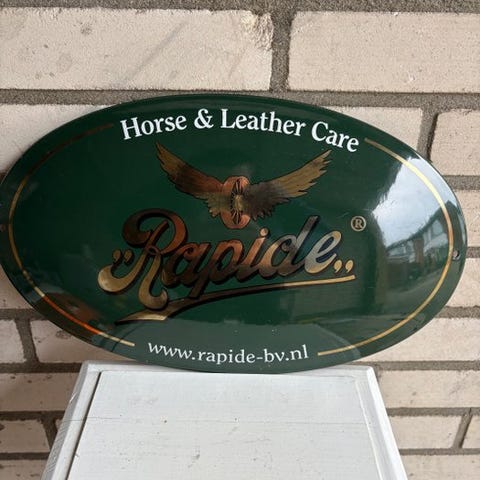 Horse & Leather Care
„Rapide„ ®
www.rapide-bv.nl